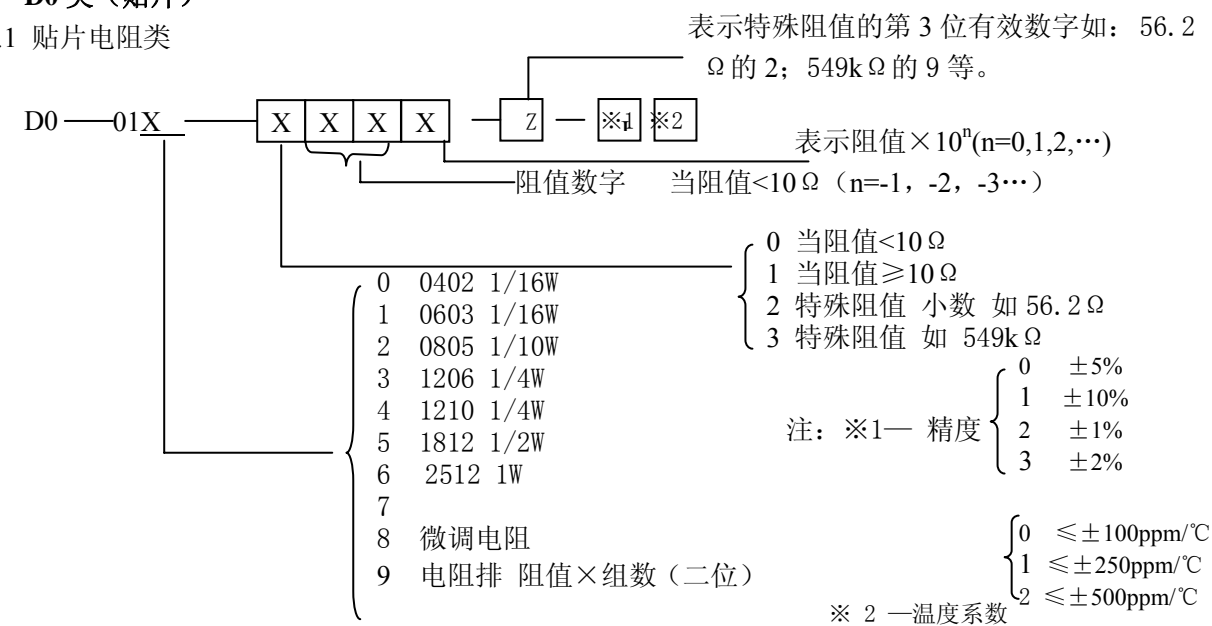 D0 类（贴片）
.1 贴片电阻类
表示特殊阻值的第 3 位有效数字如：56.2
Ω的 2；549kΩ的 9 等。
D0 01X X X X X Z ※1 ※2
表示阻值×10ⁿ(n=0,1,2,…)
阻值数字 当阻值<10Ω（n=-1，-2，-3…）
0 当阻值<10Ω
1 当阻值≥10Ω
2 特殊阻值 小数 如 56.2Ω
3 特殊阻值 如 549kΩ
0 0402 1/16W
1 0603 1/16W
2 0805 1/10W
3 1206 1/4W
4 1210 1/4W
5 1812 1/2W
6 2512 1W
7
8 微调电阻
9 电阻排 阻值×组数（二位）
注：※1— 精度
0 ±5%
1 ±10%
2 ±1%
3 ±2%
0 ≤±100ppm/℃
1 ≤±250ppm/℃
2 ≤±500ppm/℃
※ 2 —温度系数